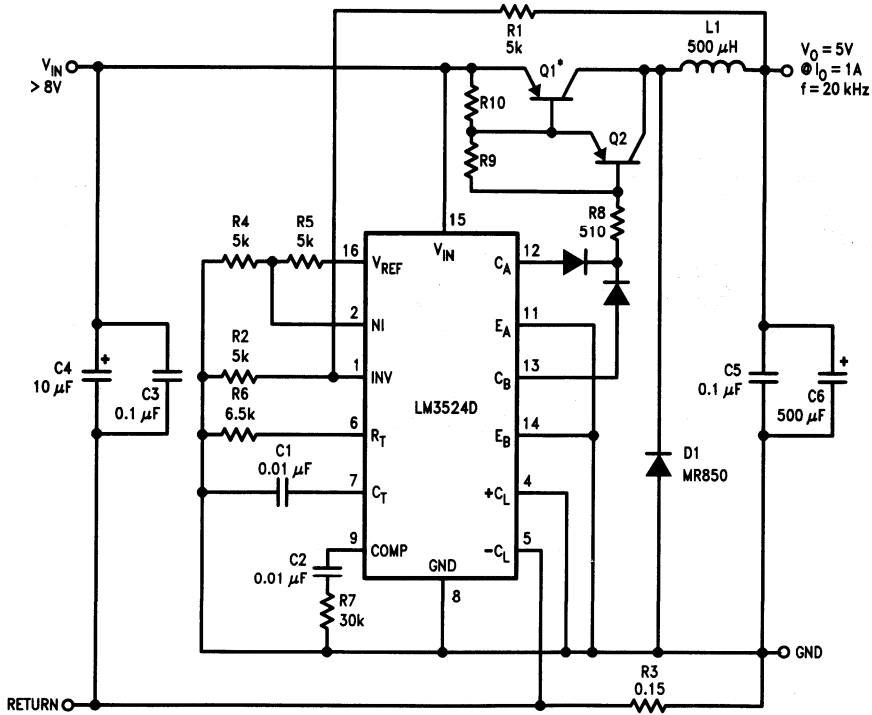 R1
5k
L1
500 μH
V_O = 5V
@ I_O = 1A
f = 20 kHz
V_IN
> 8V
Q1*
R10
Q2
R9
R8
510
R4
5k
R5
5k
15
V_IN
16
V_REF
12
C_A
2
NI
11
E_A
R2
5k
1
INV
13
C_B
C4
10 μF
+
C3
0.1 μF
R6
6.5k
LM3524D
C5
0.1 μF
+
C6
500 μF
6
R_T
14
E_B
C1
0.01 μF
7
C_T
4
+C_L
D1
MR850
9
COMP
5
−C_L
C2
0.01 μF
GND
8
R7
30k
GND
R3
0.15
RETURN